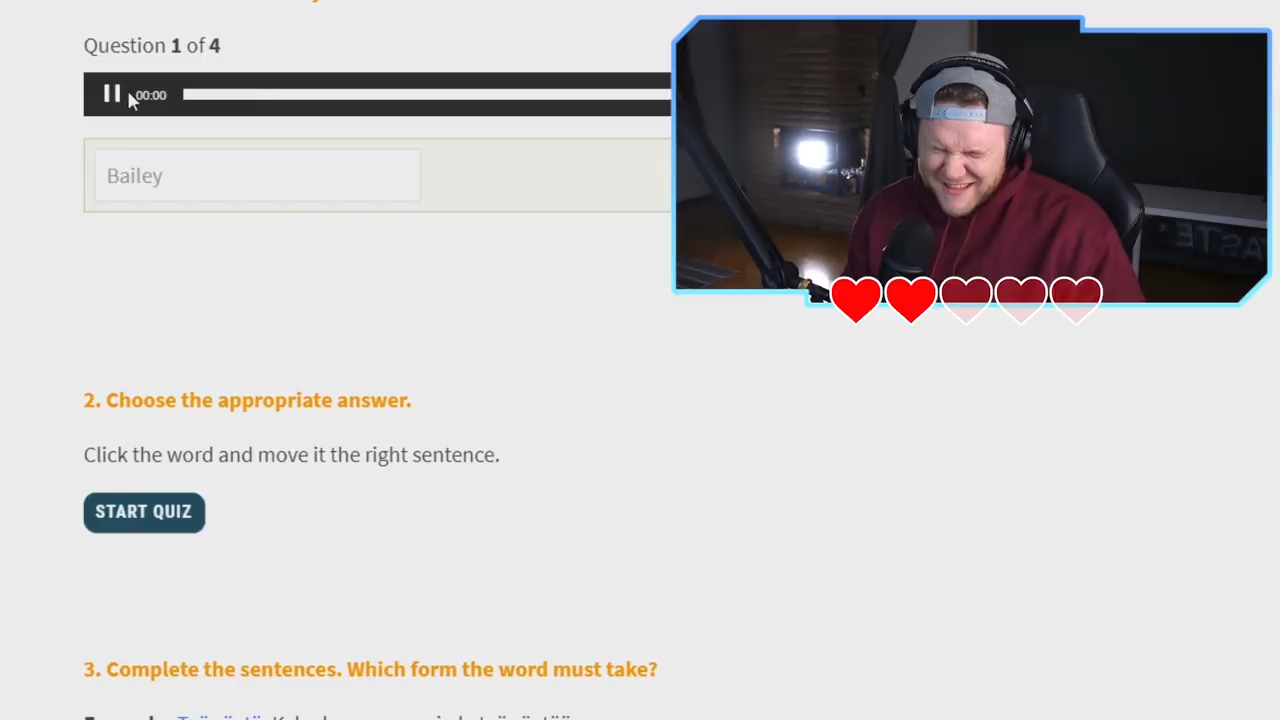 Question 1 of 4
00:00
Bailey
2. Choose the appropriate answer.
Click the word and move it the right sentence.
START QUIZ
3. Complete the sentences. Which form the word must take?